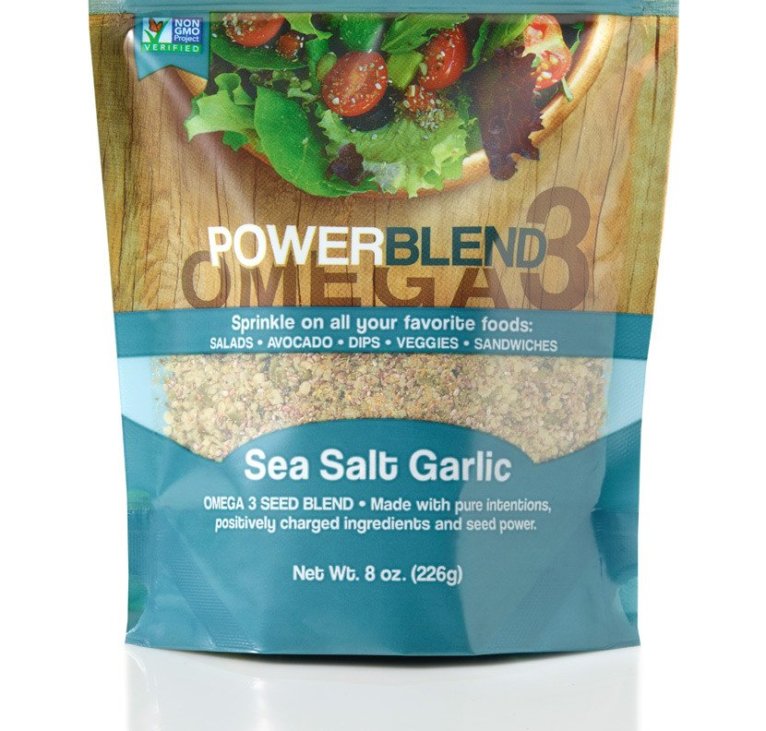 NON
GMO
Project
VERIFIED
POWERBLEND
OMEGA 3
Sprinkle on all your favorite foods:
SALADS • AVOCADO • DIPS • VEGGIES • SANDWICHES
Sea Salt Garlic
OMEGA 3 SEED BLEND • Made with pure intentions,
positively charged ingredients and seed power.
Net Wt. 8 oz. (226g)